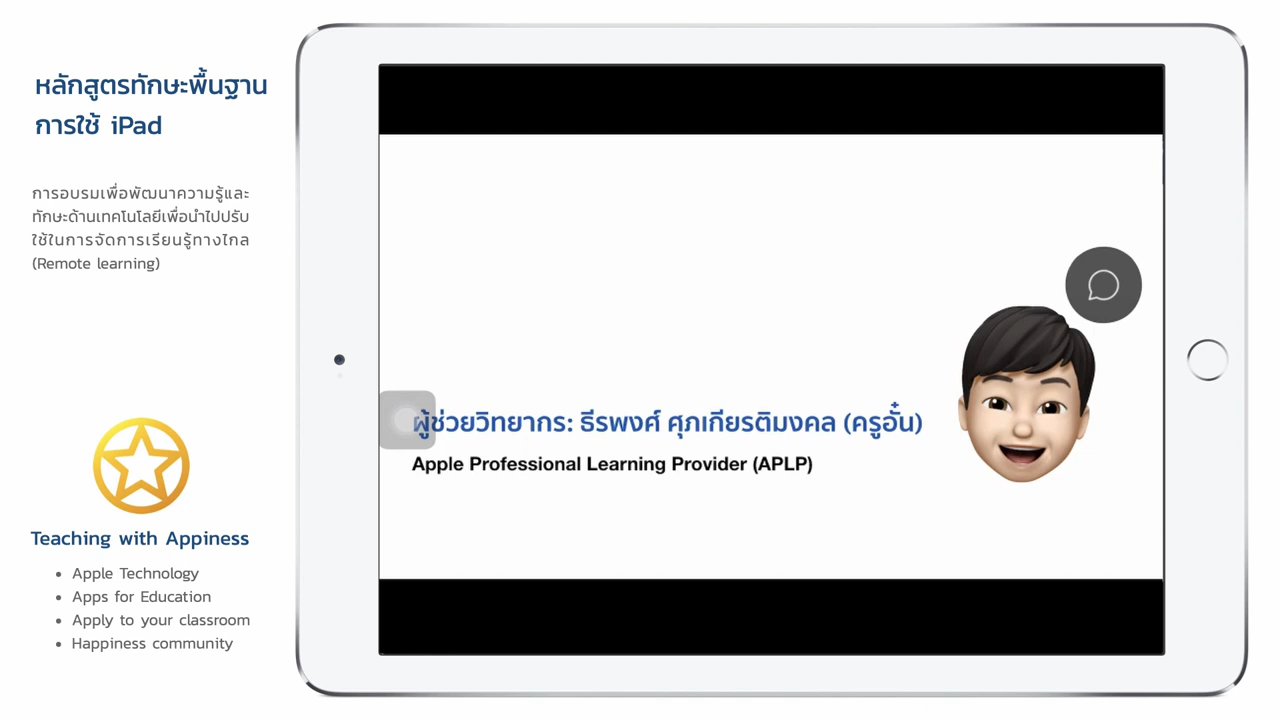 หลักสูตรทักษะพื้นฐาน
การใช้ iPad
การอบรมเพื่อพัฒนาความรู้และ
ทักษะด้านเทคโนโลยีเพื่อนำไปปรับ
ใช้ในการจัดการเรียนรู้ทางไกล
(Remote learning)
Teaching with Appiness
• Apple Technology
• Apps for Education
• Apply to your classroom
• Happiness community
ผู้ช่วยวิทยากร: ธีรพงศ์ ศุภเกียรติมงคล (ครูอั๋น)
Apple Professional Learning Provider (APLP)